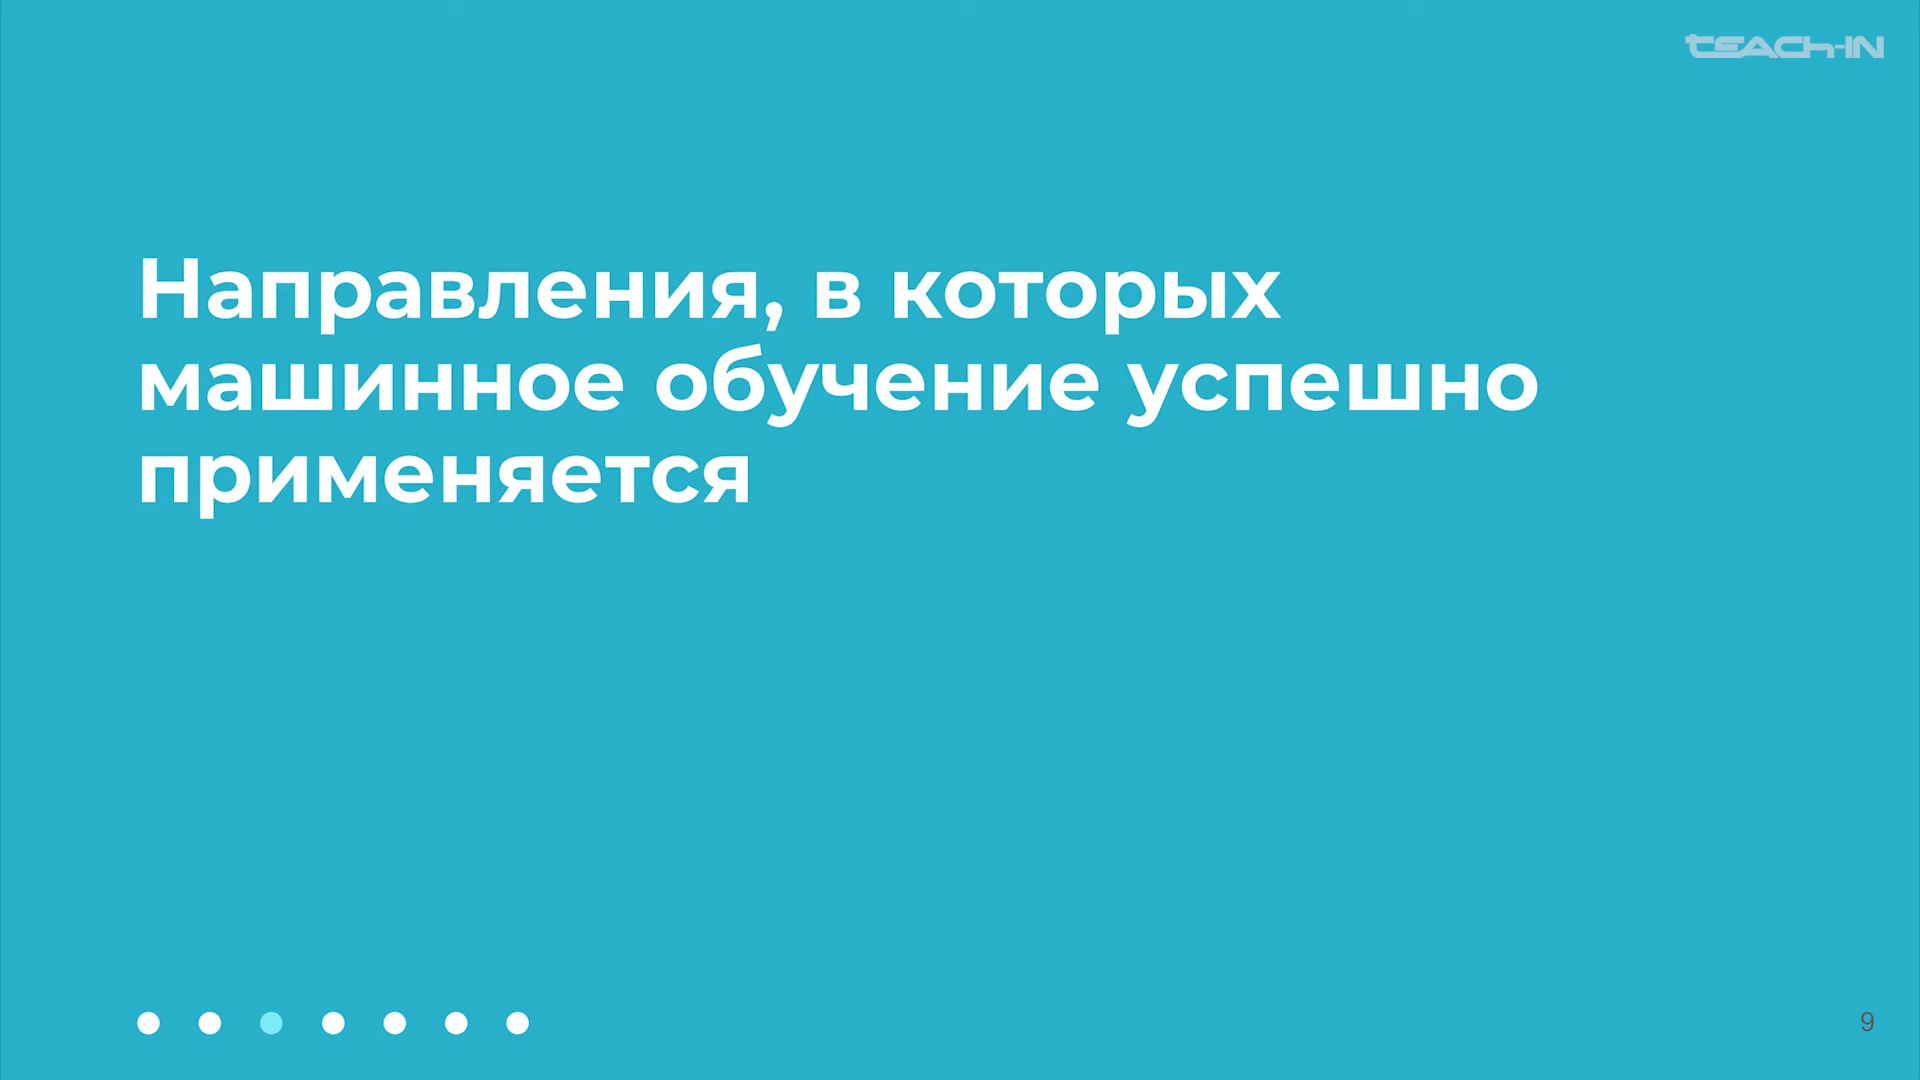 teach-in
Направления, в которых
машинное обучение успешно
применяется
9